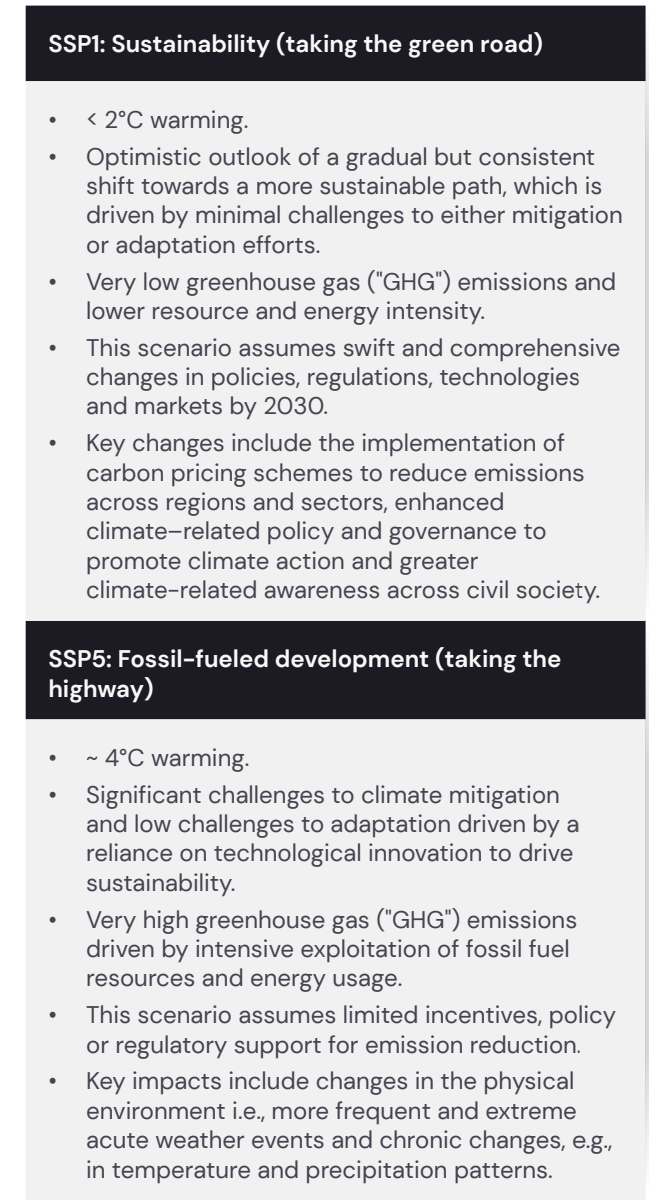 SSP1: Sustainability (taking the green road)
• < 2°C warming.
• Optimistic outlook of a gradual but consistent
shift towards a more sustainable path, which is
driven by minimal challenges to either mitigation
or adaptation efforts.
• Very low greenhouse gas ("GHG") emissions and
lower resource and energy intensity.
• This scenario assumes swift and comprehensive
changes in policies, regulations, technologies
and markets by 2030.
• Key changes include the implementation of
carbon pricing schemes to reduce emissions
across regions and sectors, enhanced
climate–related policy and governance to
promote climate action and greater
climate-related awareness across civil society.
SSP5: Fossil-fueled development (taking the
highway)
• ~ 4°C warming.
• Significant challenges to climate mitigation
and low challenges to adaptation driven by a
reliance on technological innovation to drive
sustainability.
• Very high greenhouse gas ("GHG") emissions
driven by intensive exploitation of fossil fuel
resources and energy usage.
• This scenario assumes limited incentives, policy
or regulatory support for emission reduction.
• Key impacts include changes in the physical
environment i.e., more frequent and extreme
acute weather events and chronic changes, e.g.,
in temperature and precipitation patterns.